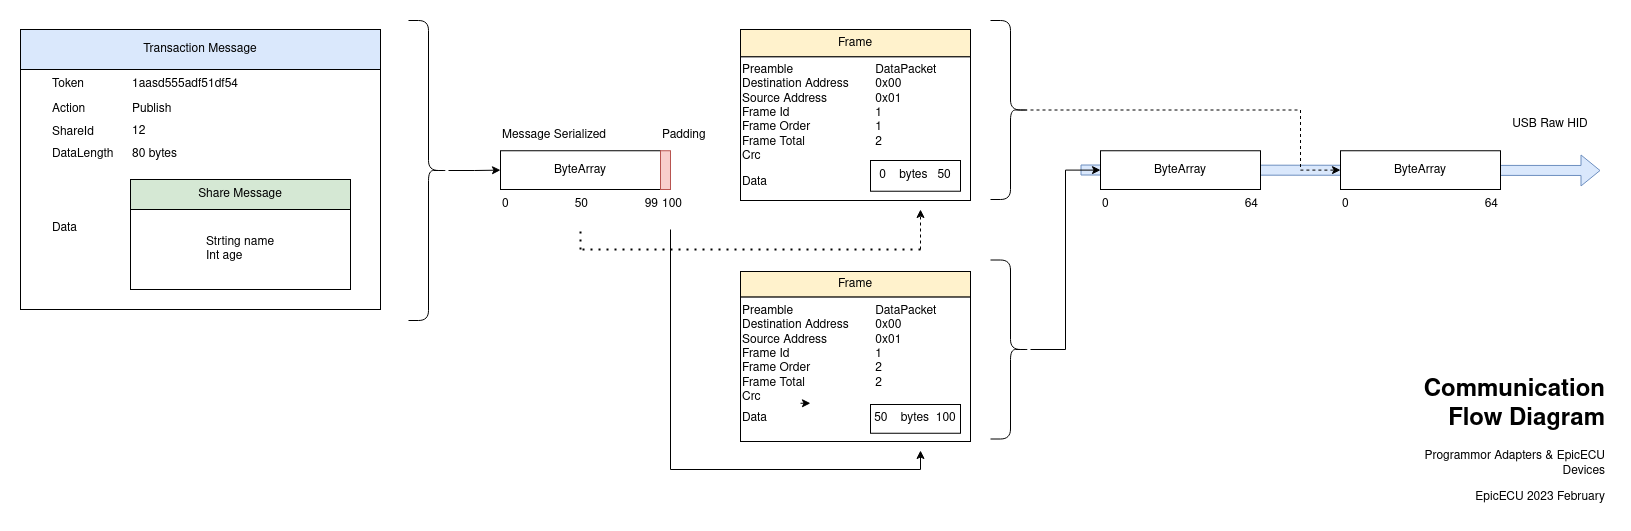 Transaction Message
Token 1aasd555adf51df54
Action Publish
ShareId 12
DataLength 80 bytes
Share Message
Data
Strting name
Int age
Message Serialized Padding
ByteArray
0 50 99 100
Frame
Preamble DataPacket
Destination Address 0x00
Source Address 0x01
Frame Id 1
Frame Order 1
Frame Total 2
Crc
Data 0 bytes 50
Frame
Preamble DataPacket
Destination Address 0x00
Source Address 0x01
Frame Id 1
Frame Order 2
Frame Total 2
Crc
Data 50 bytes 100
USB Raw HID
ByteArray ByteArray
0 64 0 64
Communication
Flow Diagram
Programmor Adapters & EpicECU
Devices
EpicECU 2023 February